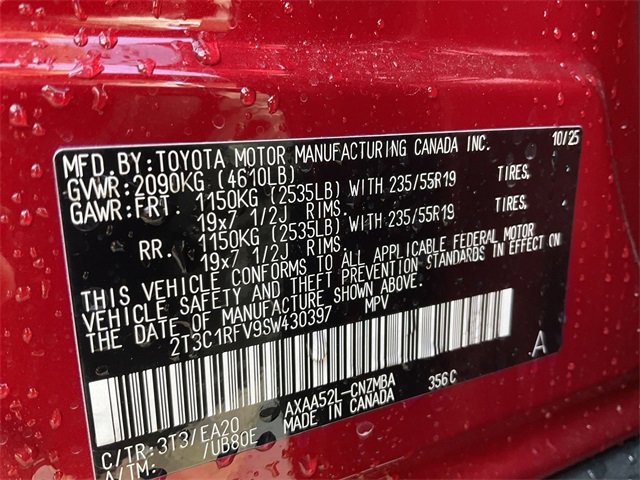 MFD. BY: TOYOTA MOTOR MANUFACTURING CANADA INC. 10/25
GVWR: 2090KG (4610LB)
GAWR: FRT. 1150KG (2535LB) WITH 235/55R19 TIRES,
19x7 1/2J RIMS.
RR. 1150KG (2535LB) WITH 235/55R19 TIRES,
19x7 1/2J RIMS.
THIS VEHICLE CONFORMS TO ALL APPLICABLE FEDERAL MOTOR
VEHICLE SAFETY AND THEFT PREVENTION STANDARDS IN EFFECT ON
THE DATE OF MANUFACTURE SHOWN ABOVE.
2T3C1RFV9SW430397 MPV
A
C/TR: 3T3/EA20 AXAA52L-CNZMBA 356C
A/TM: /UB80E MADE IN CANADA